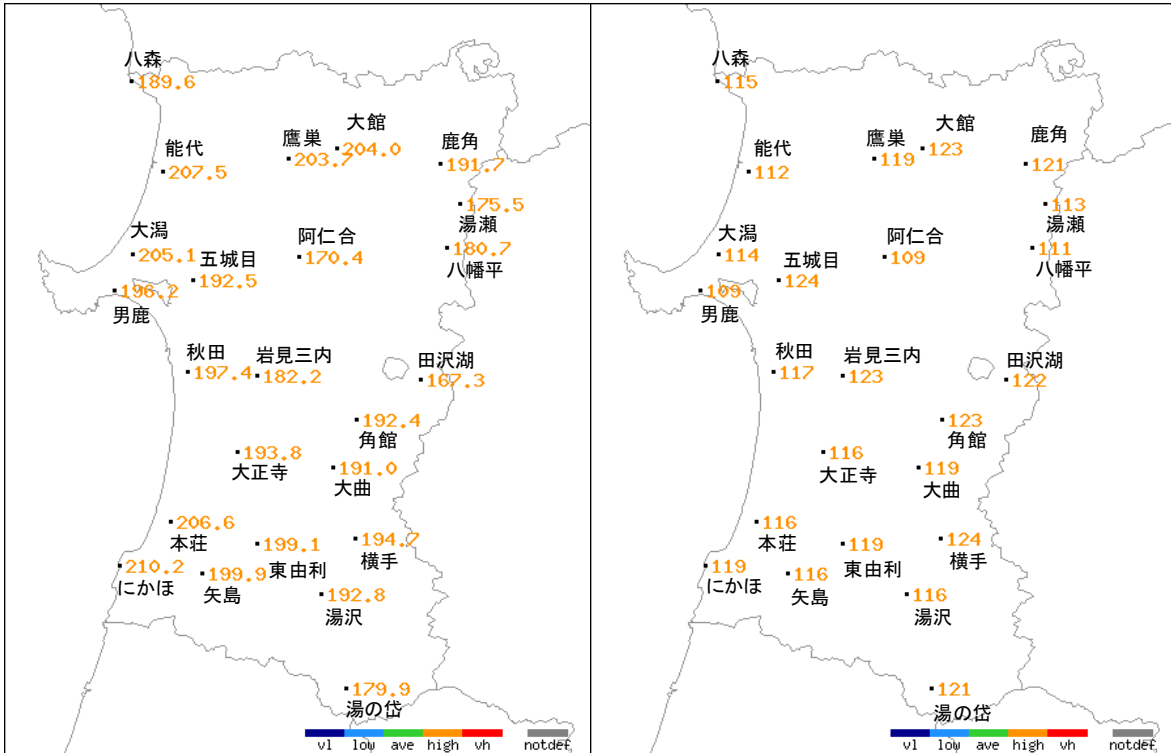 八森
189.6
大館
204.0
鷹巣
203.7
鹿角
191.7
能代
207.5
175.5
湯瀬
大潟
205.1
五城目
192.5
阿仁合
170.4
180.7
八幡平
196.2
男鹿
秋田
197.4
岩見三内
182.2
田沢湖
167.3
192.4
角館
193.8
大正寺
191.0
大曲
206.6
本荘
199.1
東由利
194.7
横手
210.2
にかほ
199.9
矢島
192.8
湯沢
179.9
湯の岱
vl low ave high vh notdef
八森
115
大館
123
鷹巣
119
鹿角
121
能代
112
113
湯瀬
大潟
114
五城目
124
阿仁合
109
111
八幡平
109
男鹿
秋田
117
岩見三内
123
田沢湖
122
123
角館
116
大正寺
119
大曲
116
本荘
119
東由利
124
横手
119
にかほ
116
矢島
116
湯沢
121
湯の岱
vl low ave high vh notdef